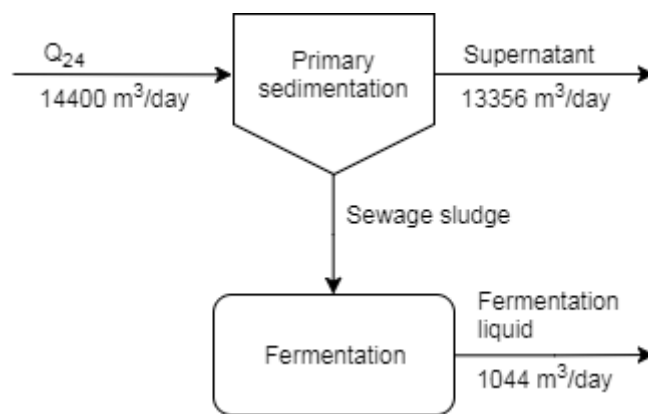 Q₂₄
14400 m³/day
Primary
sedimentation
Supernatant
13356 m³/day
Sewage sludge
Fermentation
Fermentation
liquid
1044 m³/day